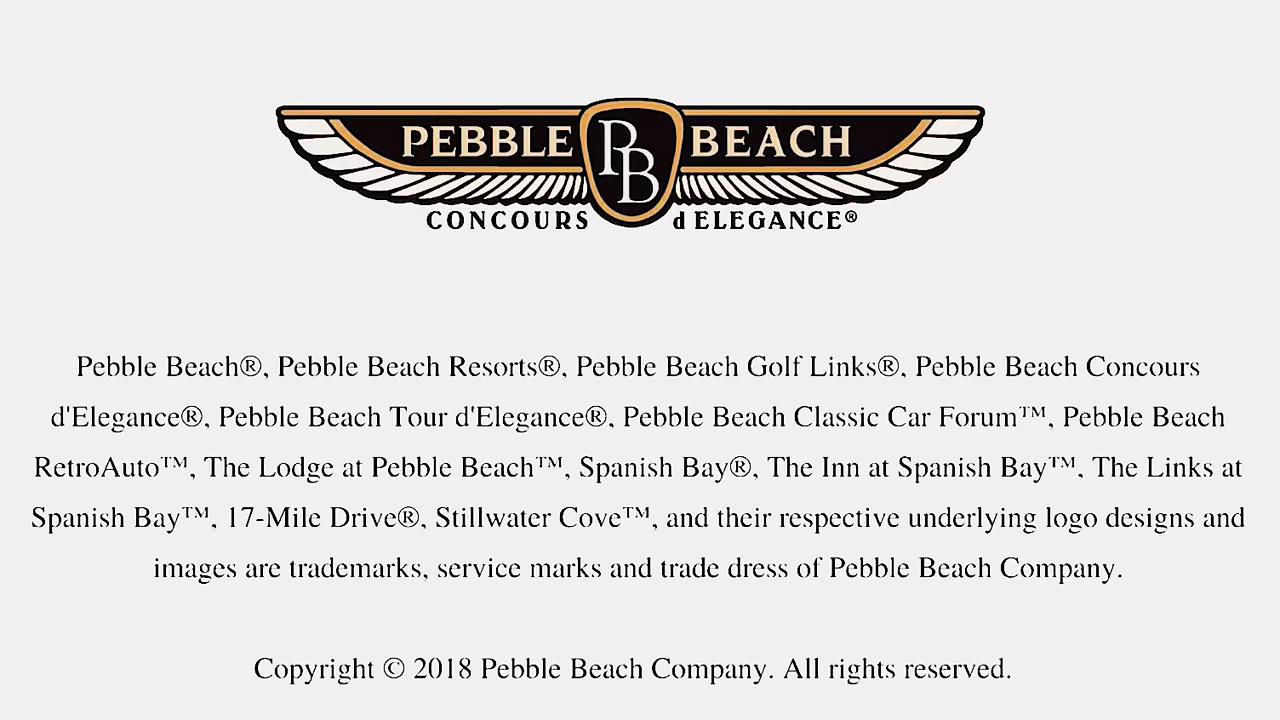 PEBBLE PB BEACH
CONCOURS d ELEGANCE®
Pebble Beach®, Pebble Beach Resorts®, Pebble Beach Golf Links®, Pebble Beach Concours
d'Elegance®, Pebble Beach Tour d'Elegance®, Pebble Beach Classic Car Forum™, Pebble Beach
RetroAuto™, The Lodge at Pebble Beach™, Spanish Bay®, The Inn at Spanish Bay™, The Links at
Spanish Bay™, 17-Mile Drive®, Stillwater Cove™, and their respective underlying logo designs and
images are trademarks, service marks and trade dress of Pebble Beach Company.
Copyright © 2018 Pebble Beach Company. All rights reserved.